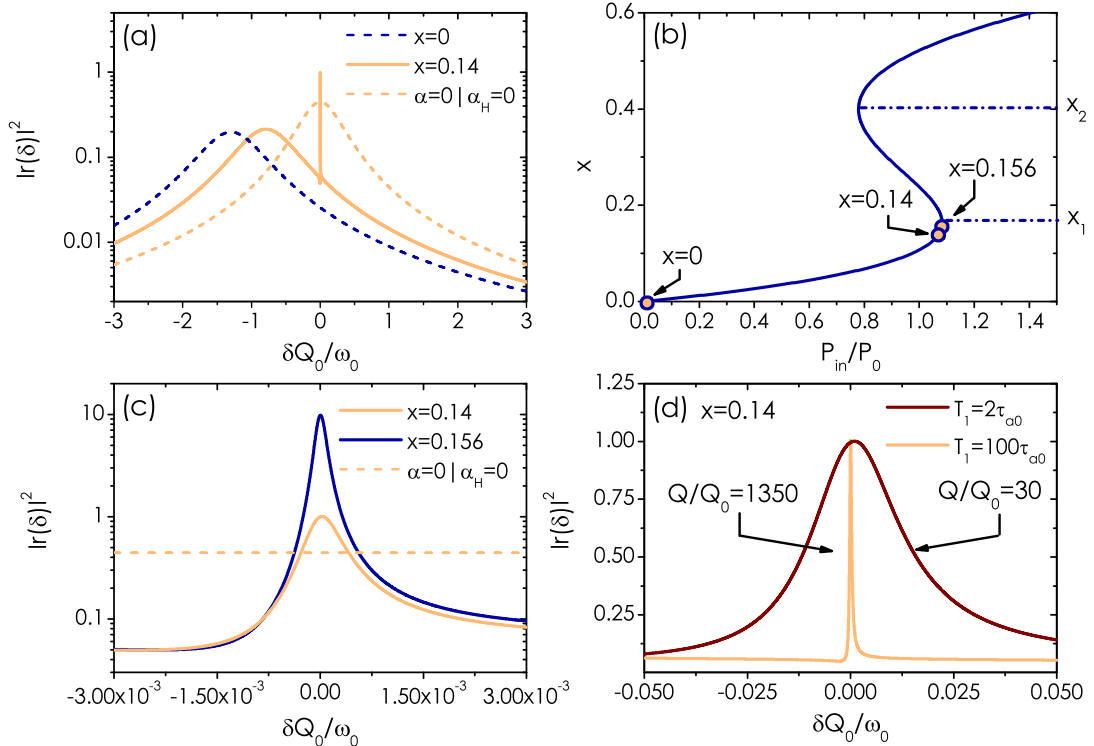 (a)
x=0
x=0.14
α=0 | α_H=0
1
0.1
0.01
|r(δ)|²
-3 -2 -1 0 1 2 3
δQ₀/ω₀
(b)
0.6
0.4
0.2
0.0
x
x₂
x=0.156
x=0.14
x₁
x=0
0.0 0.2 0.4 0.6 0.8 1.0 1.2 1.4
P_in/P₀
(c)
x=0.14
x=0.156
α=0 | α_H=0
10
1
0.1
|r(δ)|²
-3.00x10⁻³ -1.50x10⁻³ 0.00 1.50x10⁻³ 3.00x10⁻³
δQ₀/ω₀
(d) x=0.14
T₁=2τ_a0
T₁=100τ_a0
1.25
1.00
0.75
0.50
0.25
|r(δ)|²
Q/Q₀=1350
Q/Q₀=30
-0.050 -0.025 0.000 0.025 0.050
δQ₀/ω₀